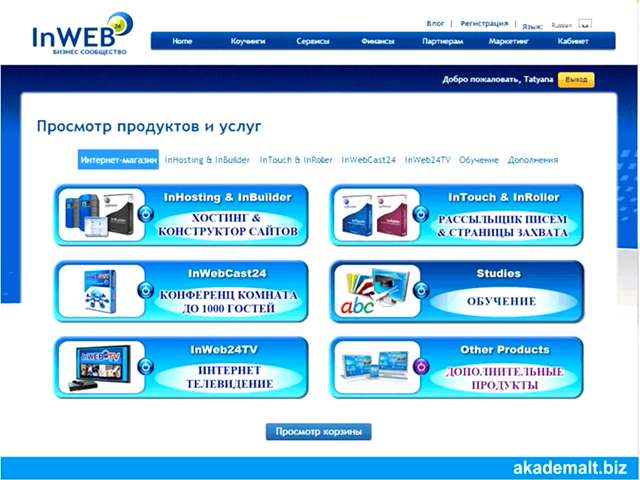 Блог | Регистрация | Язык: Russian
InWEB 24
БИЗНЕС СООБЩЕСТВО
Home Коучинги Сервисы Финансы Партнерам Маркетинг Кабинет
Добро пожаловать, Tatyana Выход
Просмотр продуктов и услуг
Интернет-магазин InHosting & InBuilder InTouch & InRoller InWebCast24 InWeb24TV Обучение Дополнения
InHosting & InBuilder
ХОСТИНГ &
КОНСТРУКТОР САЙТОВ
InTouch & InRoller
РАССЫЛЬЩИК ПИСЕМ
& СТРАНИЦЫ ЗАХВАТА
InWebCast24
КОНФЕРЕНЦ КОМНАТА
ДО 1000 ГОСТЕЙ
abc
Studies
ОБУЧЕНИЕ
InWEB TV
InWeb24TV
ИНТЕРНЕТ
ТЕЛЕВИДЕНИЕ
Other Products
ДОПОЛНИТЕЛЬНЫЕ
ПРОДУКТЫ
Просмотр корзины
akademalt.biz